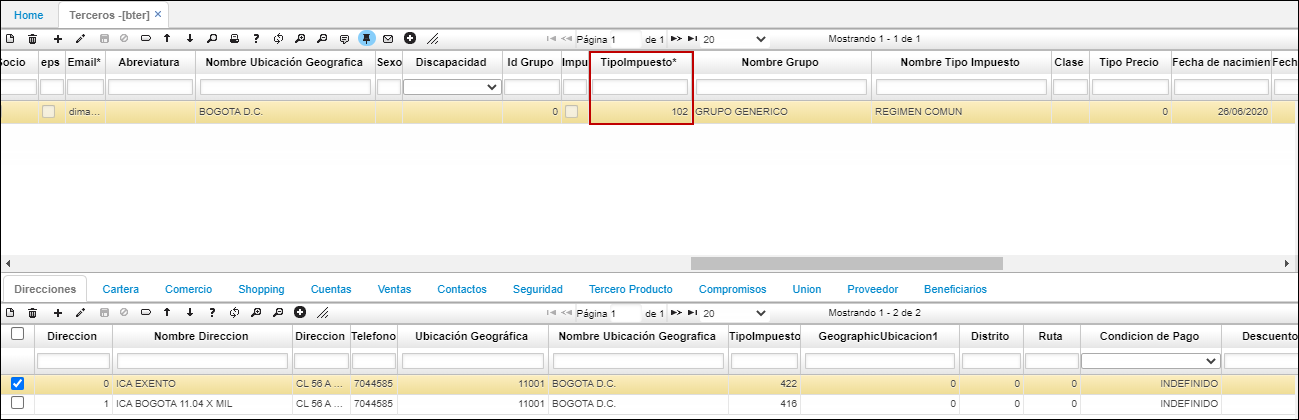 Home Terceros -[bter] ×
Página 1 de 1 20 Mostrando 1 - 1 de 1
Socio eps Email* Abreviatura Nombre Ubicación Geografica Sexo Discapacidad Id Grupo Impu TipoImpuesto* Nombre Grupo Nombre Tipo Impuesto Clase Tipo Precio Fecha de nacimien Fech
dima... BOGOTA D.C. 0 102 GRUPO GENERICO REGIMEN COMUN 0 26/06/2020
Direcciones Cartera Comercio Shopping Cuentas Ventas Contactos Seguridad Tercero Producto Compromisos Union Proveedor Beneficiarios
Página 1 de 1 20 Mostrando 1 - 2 de 2
Direccion Nombre Direccion Direccion Telefono Ubicación Geográfica Nombre Ubicación Geografica TipoImpuesto GeographicUbicacion1 Distrito Ruta Condicion de Pago Descuento
0 ICA EXENTO CL 56 A ... 7044585 11001 BOGOTA D.C. 422 0 0 0 INDEFINIDO
1 ICA BOGOTA 11.04 X MIL CL 56 A ... 7044585 11001 BOGOTA D.C. 416 0 0 0 INDEFINIDO